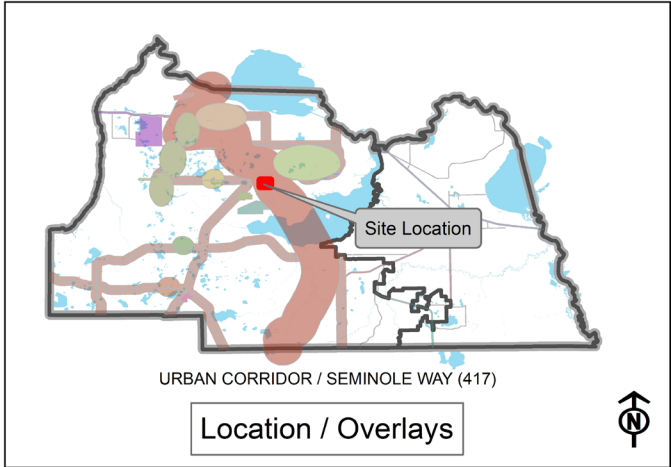 Site Location
URBAN CORRIDOR / SEMINOLE WAY (417)
Location / Overlays
N